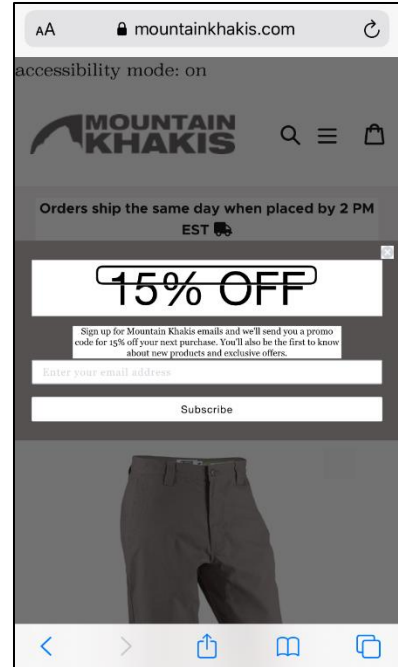 AA mountainkhakis.com
accessibility mode: on
MOUNTAIN
KHAKIS
Orders ship the same day when placed by 2 PM
EST
15% OFF
Sign up for Mountain Khakis emails and we'll send you a promo
code for 15% off your next purchase. You'll also be the first to know
about new products and exclusive offers.
Enter your email address
Subscribe